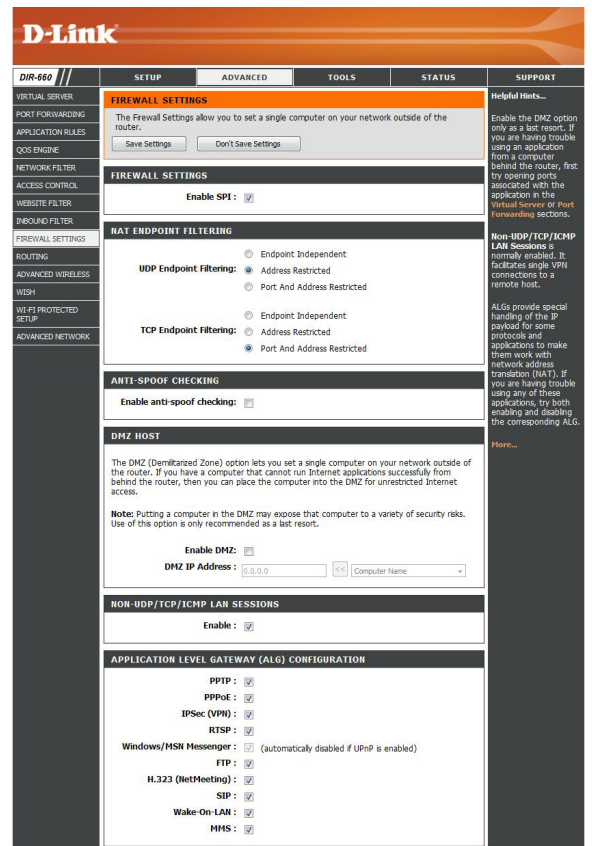 D-Link
DIR-660
SETUP
ADVANCED
TOOLS
STATUS
SUPPORT
VIRTUAL SERVER
PORT FORWARDING
APPLICATION RULES
QOS ENGINE
NETWORK FILTER
ACCESS CONTROL
WEBSITE FILTER
INBOUND FILTER
FIREWALL SETTINGS
ROUTING
ADVANCED WIRELESS
WISH
WI-FI PROTECTED
SETUP
ADVANCED NETWORK
FIREWALL SETTINGS
The Firewall Settings allow you to set a single computer on your network outside of the
router.
Save Settings
Don't Save Settings
FIREWALL SETTINGS
Enable SPI :
NAT ENDPOINT FILTERING
UDP Endpoint Filtering:
Endpoint Independent
Address Restricted
Port And Address Restricted
TCP Endpoint Filtering:
Endpoint Independent
Address Restricted
Port And Address Restricted
ANTI-SPOOF CHECKING
Enable anti-spoof checking:
DMZ HOST
The DMZ (Demilitarized Zone) option lets you set a single computer on your network outside of
the router. If you have a computer that cannot run Internet applications successfully from
behind the router, then you can place the computer into the DMZ for unrestricted Internet
access.
Note: Putting a computer in the DMZ may expose that computer to a variety of security risks.
Use of this option is only recommended as a last resort.
Enable DMZ:
DMZ IP Address : 0.0.0.0 << Computer Name
NON-UDP/TCP/ICMP LAN SESSIONS
Enable :
APPLICATION LEVEL GATEWAY (ALG) CONFIGURATION
PPTP :
PPPoE :
IPSec (VPN) :
RTSP :
Windows/MSN Messenger : (automatically disabled if UPnP is enabled)
FTP :
H.323 (NetMeeting) :
SIP :
Wake-On-LAN :
MMS :
Helpful Hints...
Enable the DMZ option
only as a last resort. If
you are having trouble
using an application
from a computer
behind the router, first
try opening ports
associated with the
application in the
Virtual Server or Port
Forwarding sections.
Non-UDP/TCP/ICMP
LAN Sessions is
normally enabled. It
facilitates single VPN
connections to a
remote host.
ALGs provide special
handling of the IP
payload for some
protocols and
applications to make
them work with
network address
translation (NAT). If
you are having trouble
using any of these
applications, try both
enabling and disabling
the corresponding ALG.
More...